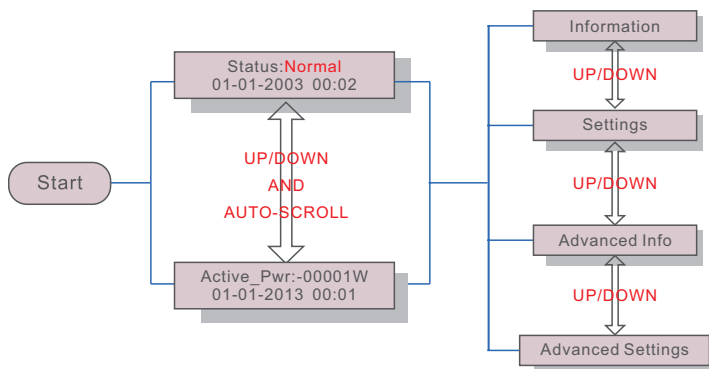 Start
Status:Normal
01-01-2003 00:02
UP/DOWN
AND
AUTO-SCROLL
Active_Pwr:-00001W
01-01-2013 00:01
Information
UP/DOWN
Settings
UP/DOWN
Advanced Info
UP/DOWN
Advanced Settings